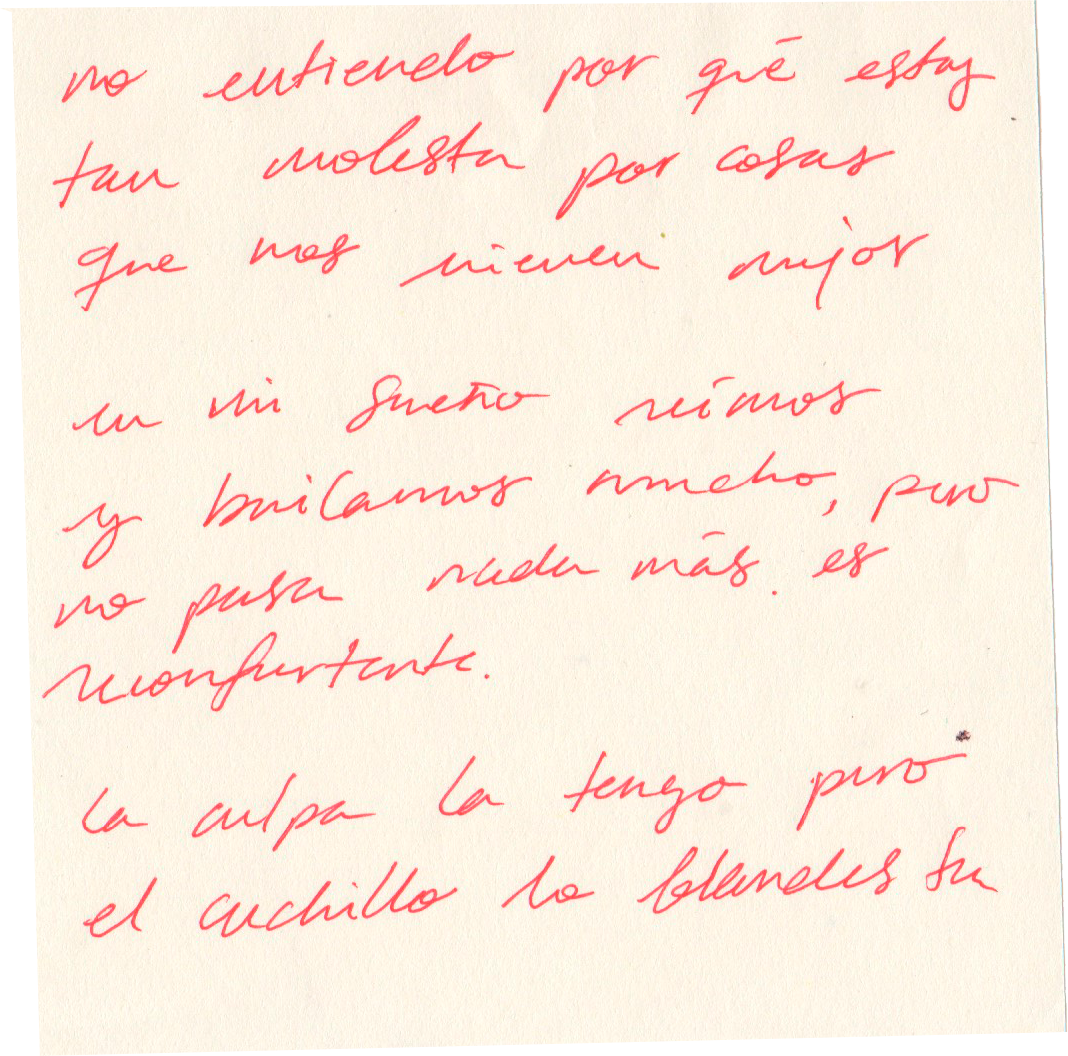 no entiendo por qué estoy
tan molesta por cosas
que nos vienen mejor
en mi sueño reímos
y bailamos mucho, pero
no pasa nada más. es
reconfortante.
la culpa la tengo pero
el cuchillo lo blandes tu